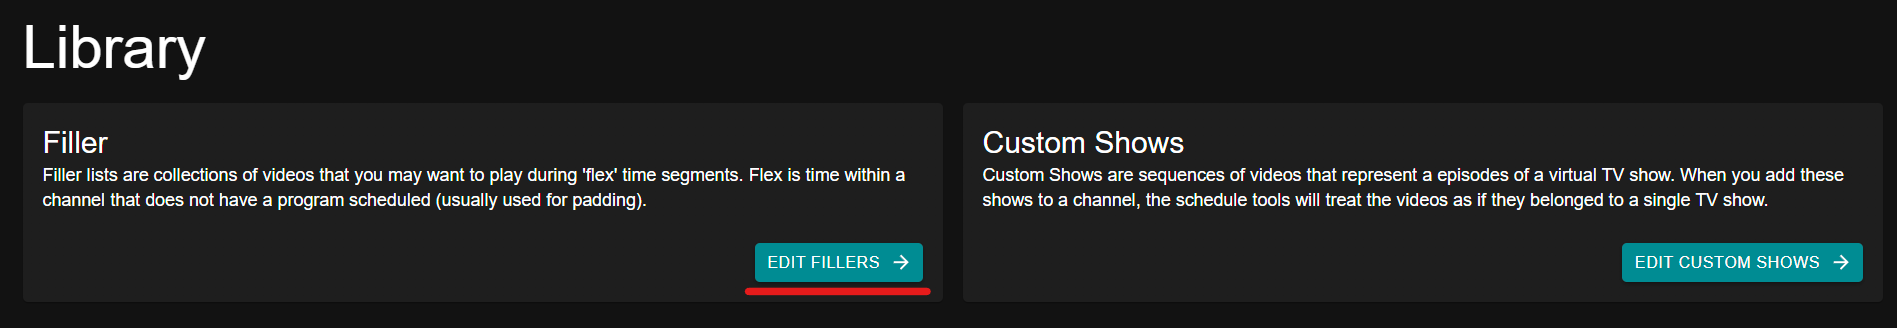 Library
Filler
Filler lists are collections of videos that you may want to play during 'flex' time segments. Flex is time within a
channel that does not have a program scheduled (usually used for padding).
EDIT FILLERS
Custom Shows
Custom Shows are sequences of videos that represent a episodes of a virtual TV show. When you add these
shows to a channel, the schedule tools will treat the videos as if they belonged to a single TV show.
EDIT CUSTOM SHOWS